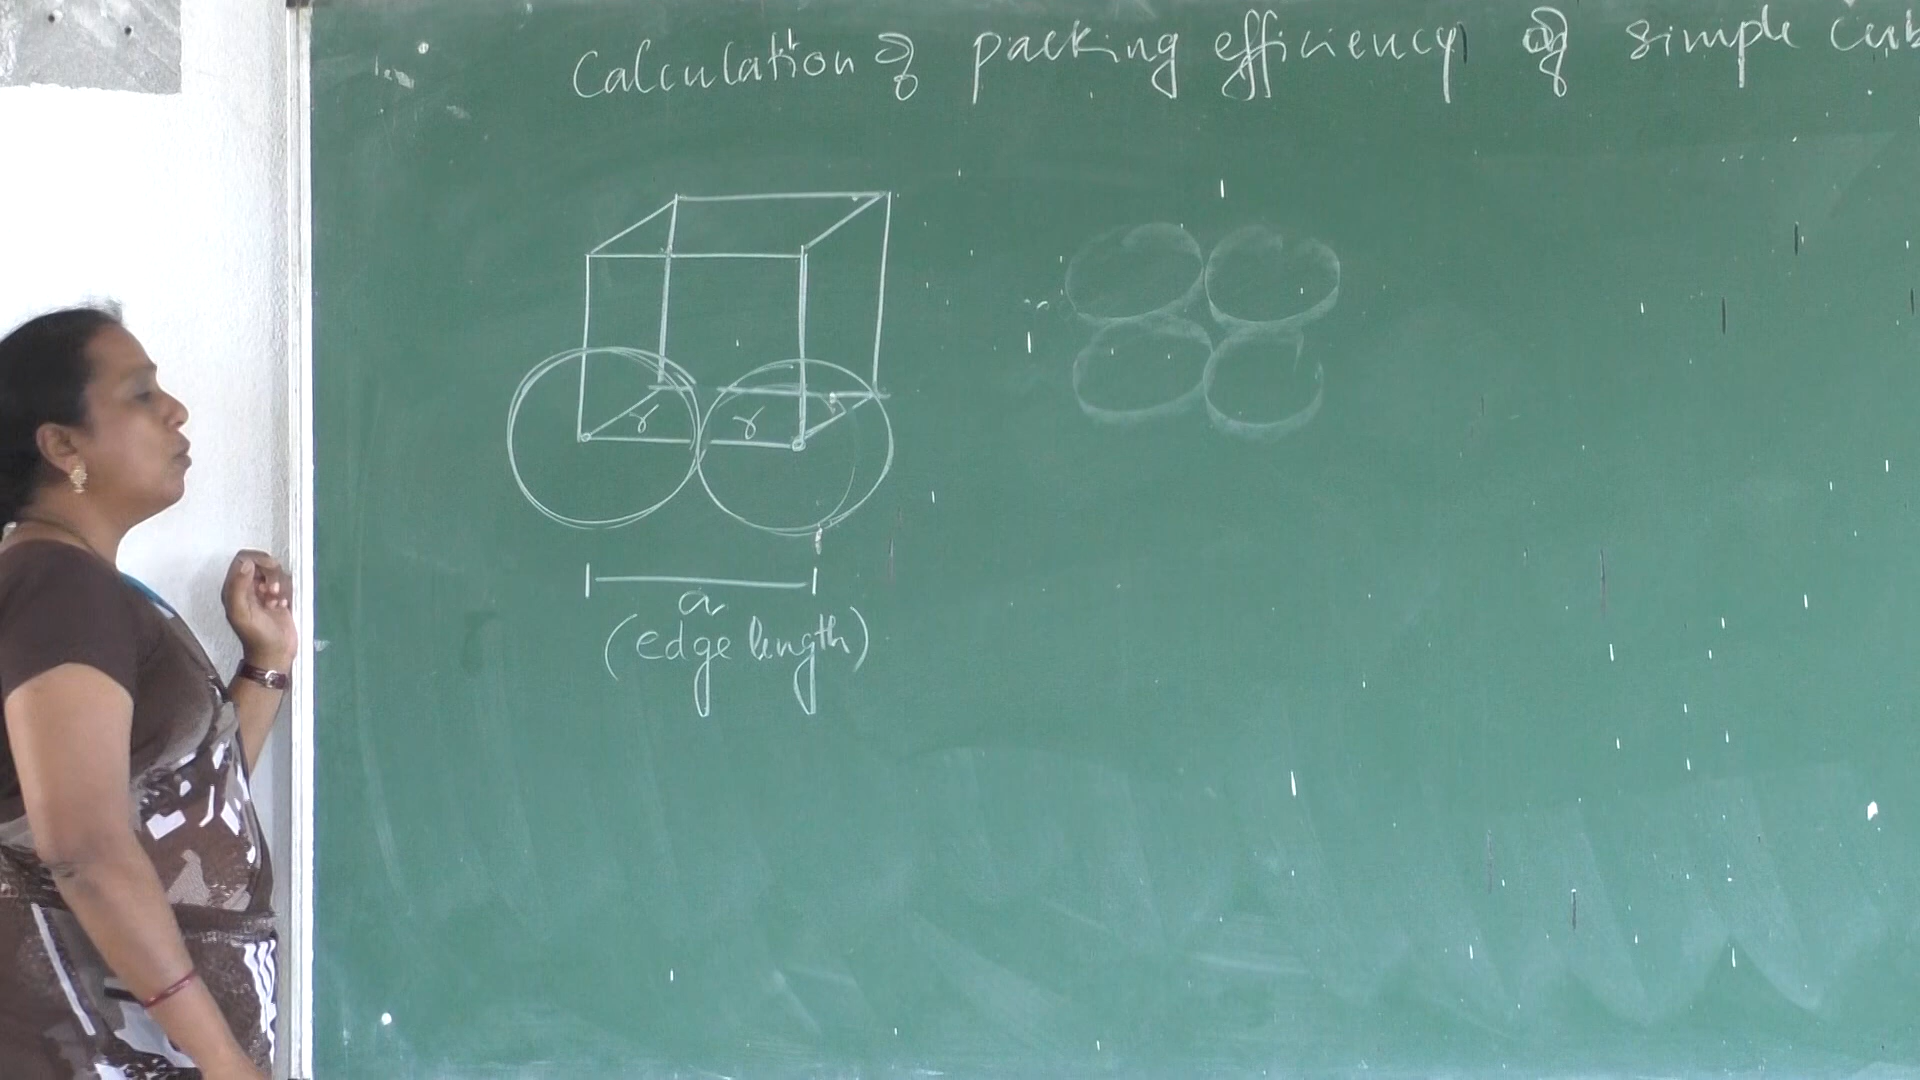 Calculation of packing efficiency of simple Cub
r r
a
(edge length)